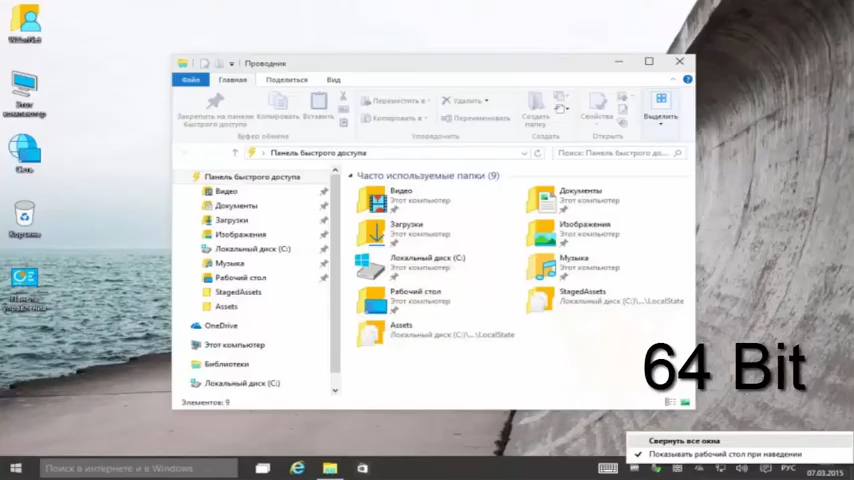 Проводник
Файл
Главная
Поделиться
Вид
Закрепить на панели
быстрого доступа
Копировать
Вставить
Переместить в
Копировать в
Удалить
Переименовать
Создать
папку
Свойства
Выделить
Буфер обмена
Упорядочить
Создать
Открыть
Панель быстрого доступа
Поиск: Панель быстрого до...
Панель быстрого доступа
Видео
Документы
Загрузки
Изображения
Локальный диск (C:)
Музыка
Рабочий стол
StagedAssets
Assets
OneDrive
Этот компьютер
Библиотеки
Локальный диск (C:)
Часто используемые папки (9)
Видео
Этот компьютер
Документы
Этот компьютер
Загрузки
Этот компьютер
Изображения
Этот компьютер
Локальный диск (C:)
Этот компьютер
Музыка
Этот компьютер
Рабочий стол
Этот компьютер
StagedAssets
Локальный диск (C:)\...\LocalState
Assets
Локальный диск (C:)\...\LocalState
Элементов: 9
Этот
компьютер
Сеть
Корзина
Панель
управления
64 Bit
Свернуть все окна
Показывать рабочий стол при наведении
Поиск в интернете и в Windows
РУС
07.03.2015